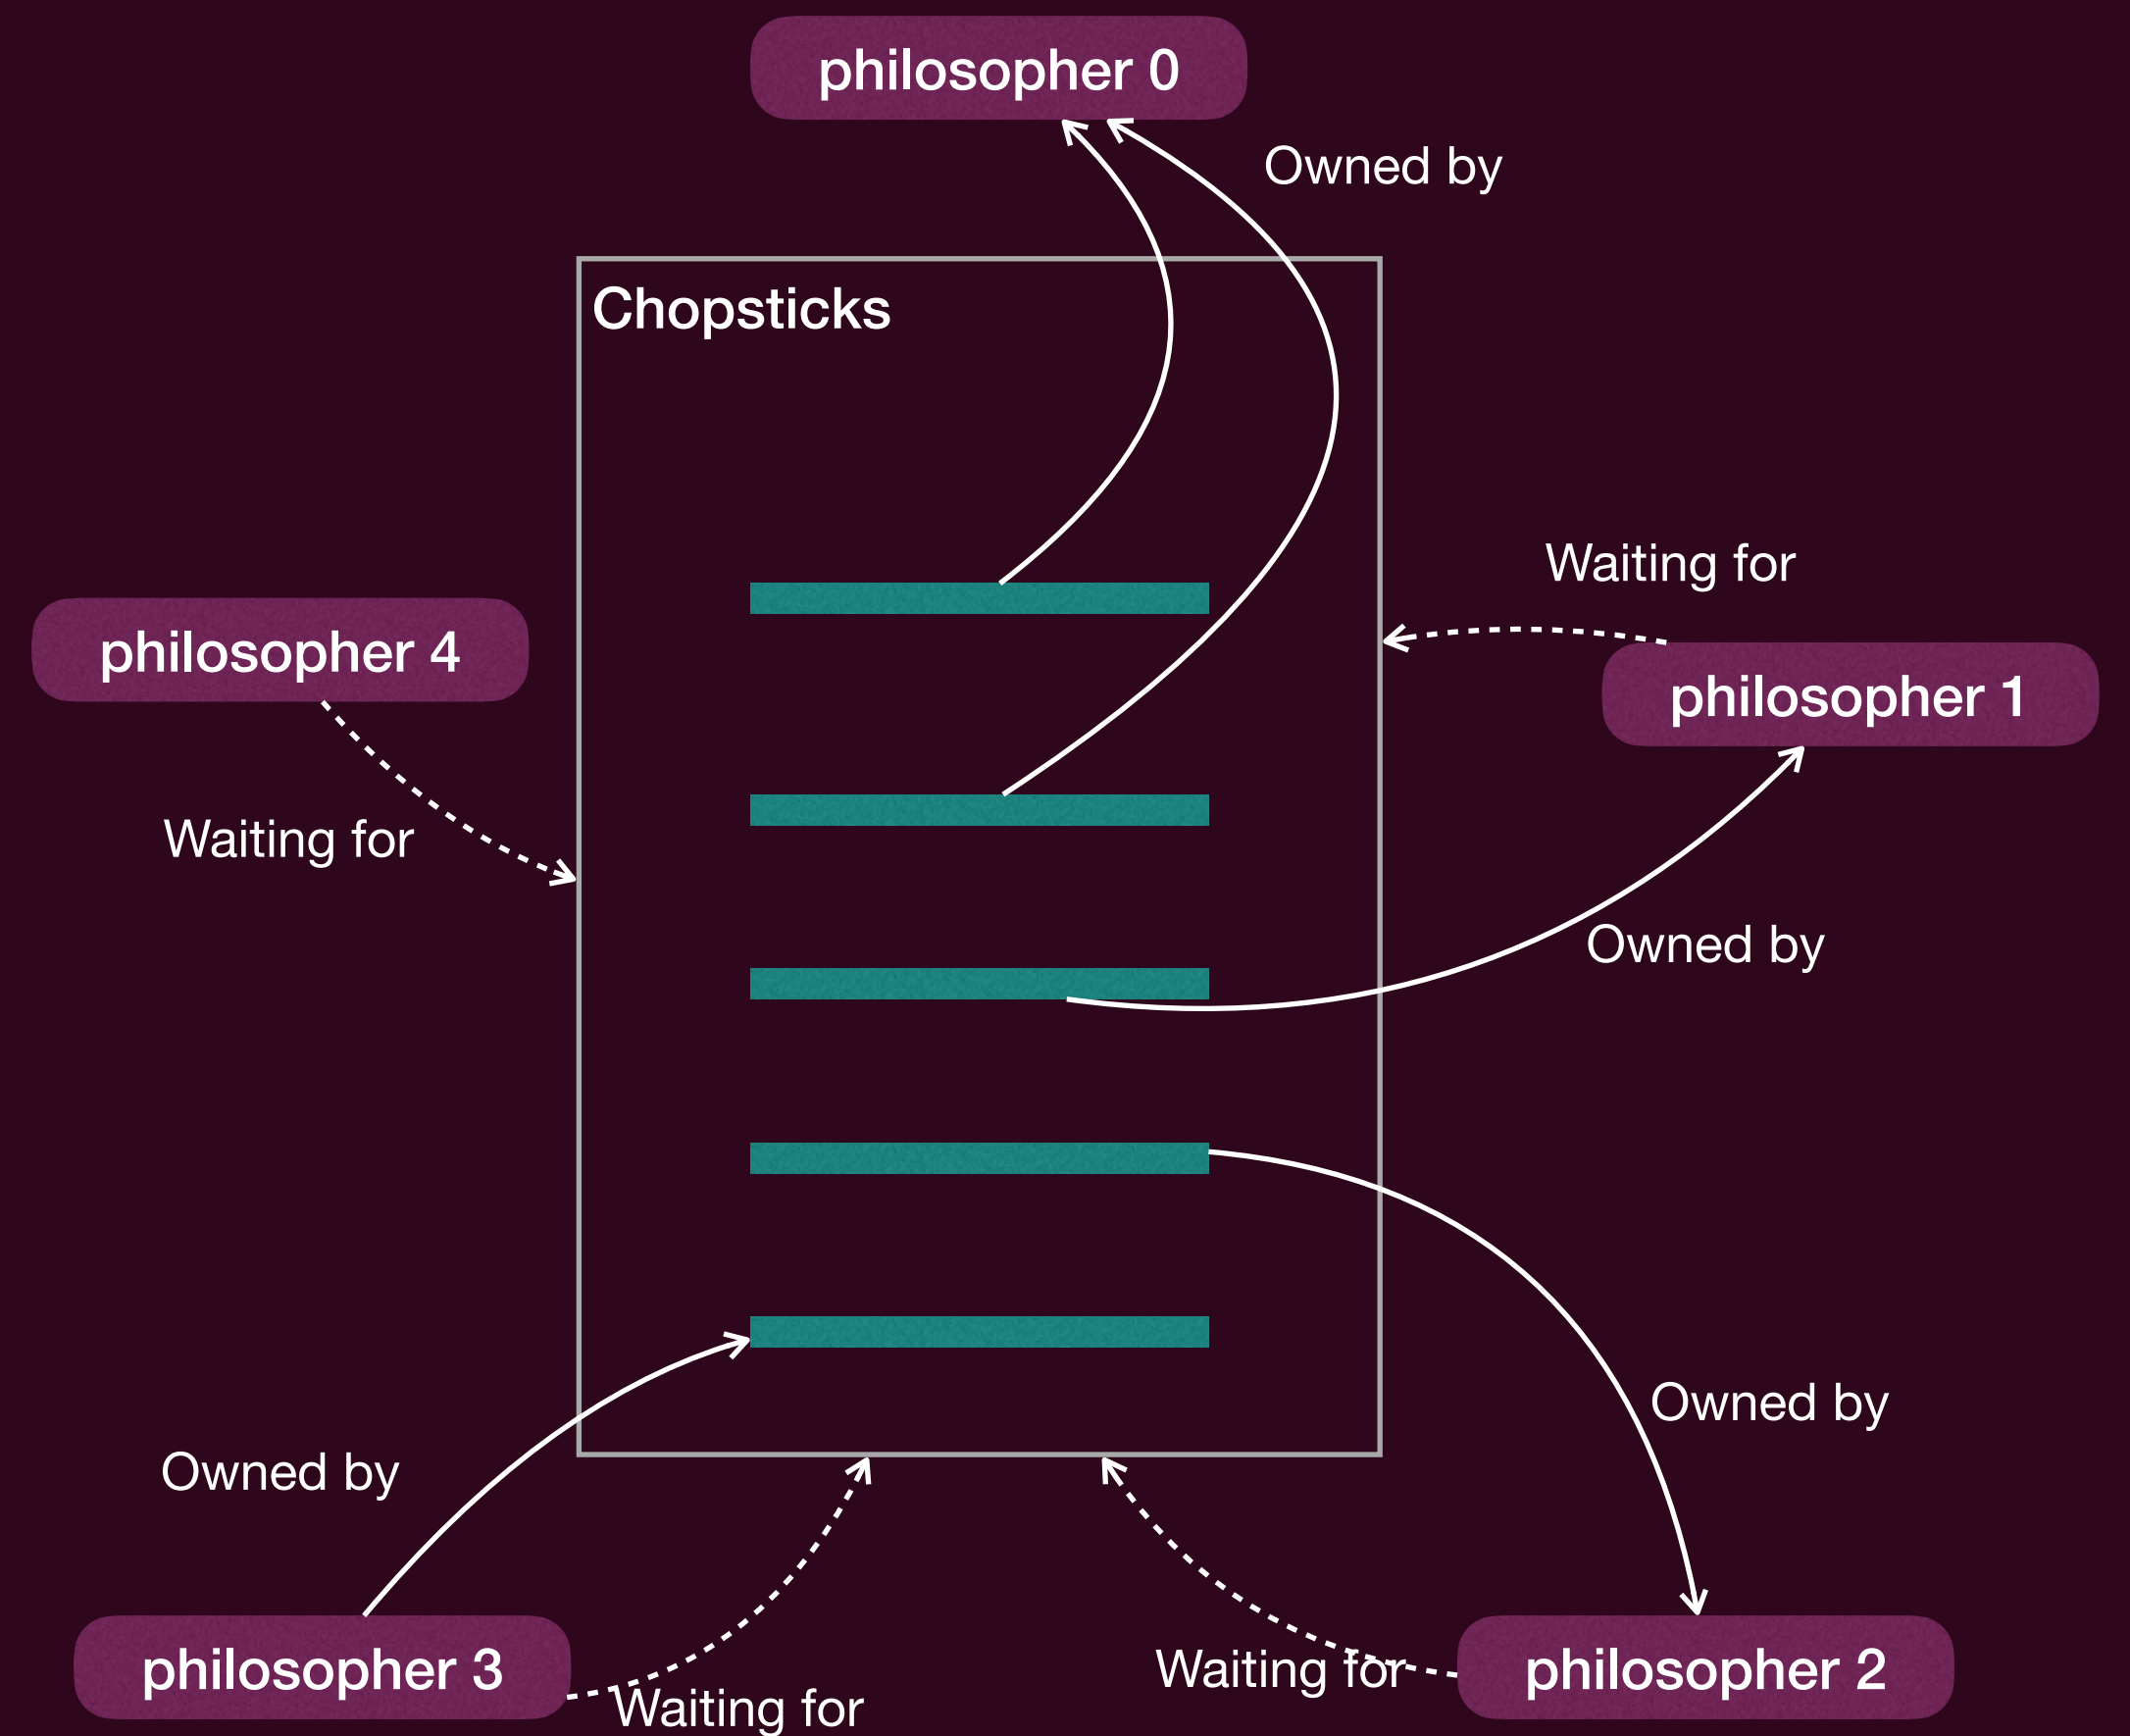 philosopher 0
Owned by
Chopsticks
Waiting for
philosopher 4
philosopher 1
Waiting for
Owned by
Owned by
Owned by
philosopher 3
Waiting for
Waiting for
philosopher 2